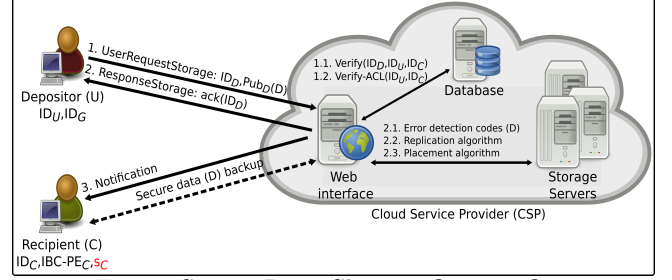 1. UserRequestStorage: ID_D,Pub_D(D)
2. ResponseStorage: ack(ID_D)
Depositor (U)
ID_U,ID_G
1.1. Verify(ID_D,ID_U,ID_C)
1.2. Verify-ACL(ID_U,ID_C)
Database
2.1. Error detection codes (D)
2.2. Replication algorithm
2.3. Placement algorithm
Web
interface
Storage
Servers
Cloud Service Provider (CSP)
3. Notification
Secure data (D) backup
Recipient (C)
ID_C,IBC-PE_C,s_C